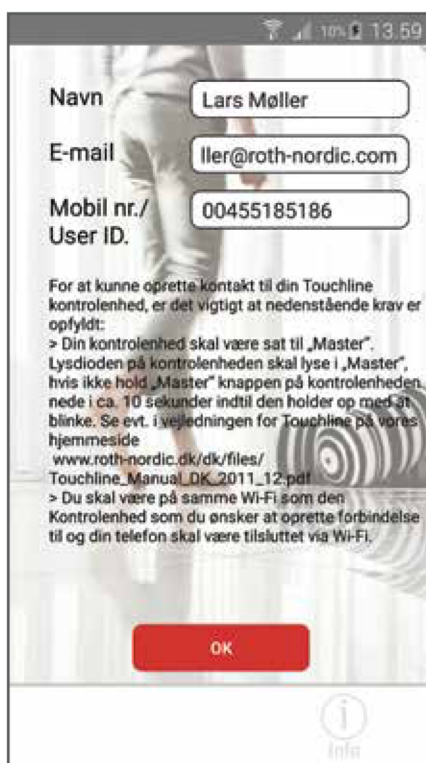 10% 13.59
Navn Lars Møller
E-mail ller@roth-nordic.com
Mobil nr./ 00455185186
User ID.
For at kunne oprette kontakt til din Touchline
kontrolenhed, er det vigtigt at nedenstående krav er
opfyldt:
> Din kontrolenhed skal være sat til „Master”.
Lysdioden på kontrolenheden skal lyse i „Master”,
hvis ikke hold „Master” knappen på kontrolenheden
nede i ca. 10 sekunder indtil den holder op med at
blinke. Se evt. i vejledningen for Touchline på vores
hjemmeside
www.roth-nordic.dk/dk/files/
Touchline_Manual_DK_2011_12.pdf
> Du skal være på samme Wi-Fi som den
Kontrolenhed som du ønsker at oprette forbindelse
til og din telefon skal være tilsluttet via Wi-Fi.
OK
Info